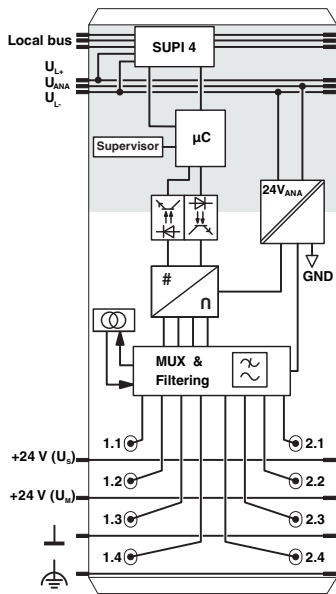 Local bus
SUPI 4
UL+
UANA
UL-
µC
Supervisor
24VANA
GND
#
∩
MUX &
Filtering
1.1
2.1
+24 V (US)
1.2
2.2
+24 V (UM)
1.3
2.3
1.4
2.4